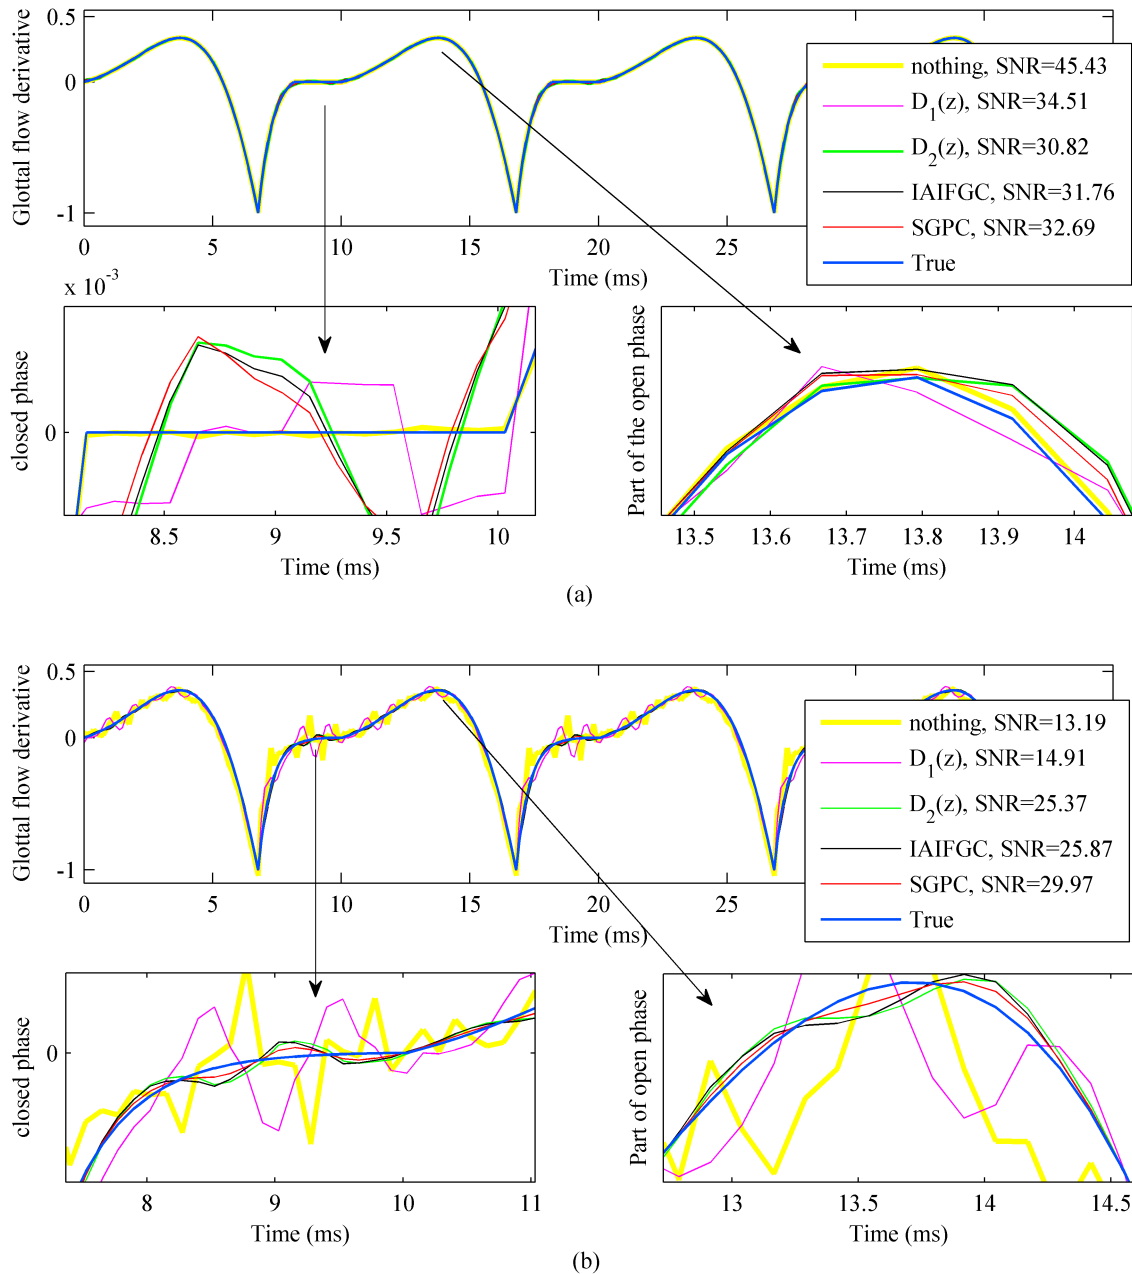 Glottal flow derivative
0.5
0
-1
0
5
10
15
20
25
Time (ms)
nothing, SNR=45.43
D1(z), SNR=34.51
D2(z), SNR=30.82
IAIFGC, SNR=31.76
SGPC, SNR=32.69
True
x 10-3
closed phase
0
8.5
9
9.5
10
Time (ms)
Part of the open phase
13.5
13.6
13.7
13.8
13.9
14
Time (ms)
(a)
Glottal flow derivative
0.5
0
-1
0
5
10
15
20
25
Time (ms)
nothing, SNR=13.19
D1(z), SNR=14.91
D2(z), SNR=25.37
IAIFGC, SNR=25.87
SGPC, SNR=29.97
True
closed phase
0
8
9
10
11
Time (ms)
Part of open phase
13
13.5
14
14.5
Time (ms)
(b)